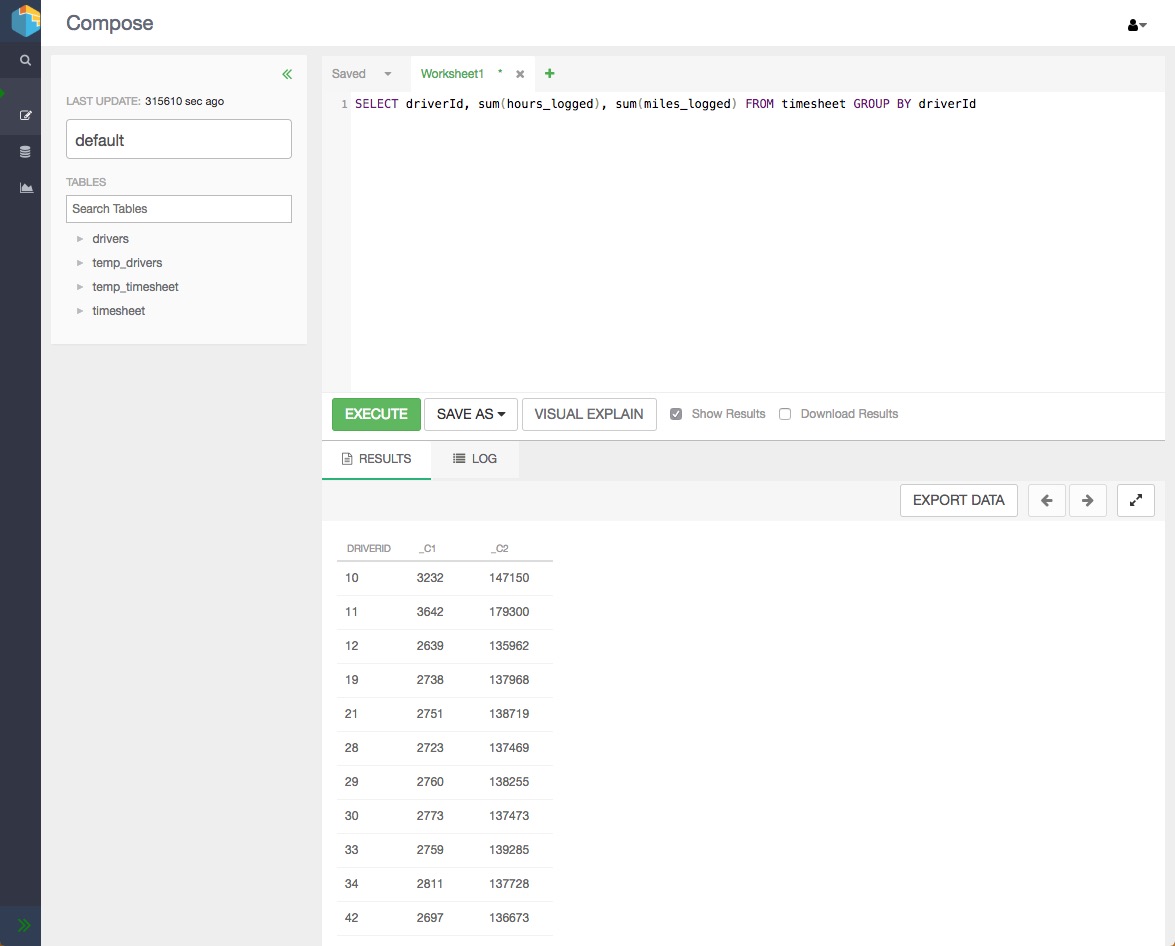 Compose
LAST UPDATE: 315610 sec ago
default
TABLES
Search Tables
drivers
temp_drivers
temp_timesheet
timesheet
Saved Worksheet1 * × +
1 SELECT driverId, sum(hours_logged), sum(miles_logged) FROM timesheet GROUP BY driverId
EXECUTE SAVE AS VISUAL EXPLAIN Show Results Download Results
RESULTS LOG
EXPORT DATA
DRIVERID _C1 _C2
10 3232 147150
11 3642 179300
12 2639 135962
19 2738 137968
21 2751 138719
28 2723 137469
29 2760 138255
30 2773 137473
33 2759 139285
34 2811 137728
42 2697 136673